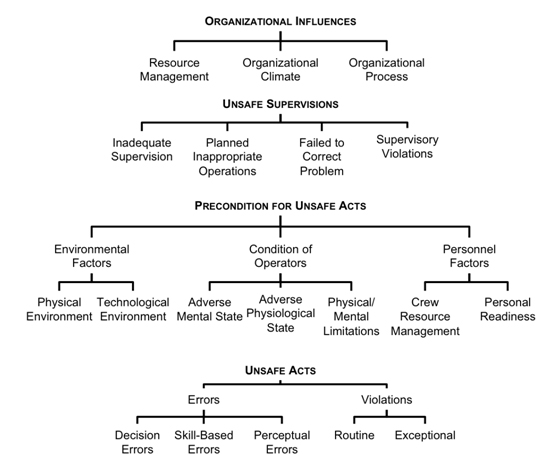 ORGANIZATIONAL INFLUENCES
Resource
Management
Organizational
Climate
Organizational
Process
UNSAFE SUPERVISIONS
Inadequate
Supervision
Planned
Inappropriate
Operations
Failed to
Correct
Problem
Supervisory
Violations
PRECONDITION FOR UNSAFE ACTS
Environmental
Factors
Condition of
Operators
Personnel
Factors
Physical
Environment
Technological
Environment
Adverse
Mental State
Adverse
Physiological
State
Physical/
Mental
Limitations
Crew
Resource
Management
Personal
Readiness
UNSAFE ACTS
Errors
Violations
Decision
Errors
Skill-Based
Errors
Perceptual
Errors
Routine
Exceptional